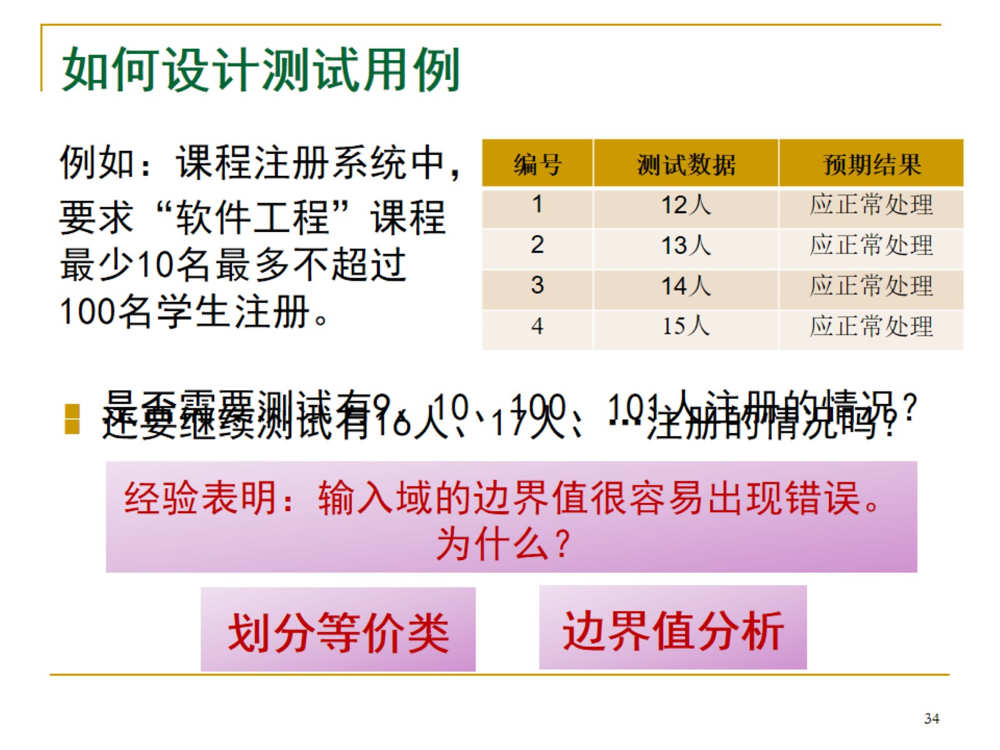 如何设计测试用例
例如：课程注册系统中，
要求“软件工程”课程
最少10名最多不超过
100名学生注册。
编号 测试数据 预期结果
1 12人 应正常处理
2 13人 应正常处理
3 14人 应正常处理
4 15人 应正常处理
是否需要测试有9、10、100、101人注册的情况？
还要继续测试有16人、17人、…注册的情况吗？
经验表明：输入域的边界值很容易出现错误。
为什么？
划分等价类
边界值分析
34